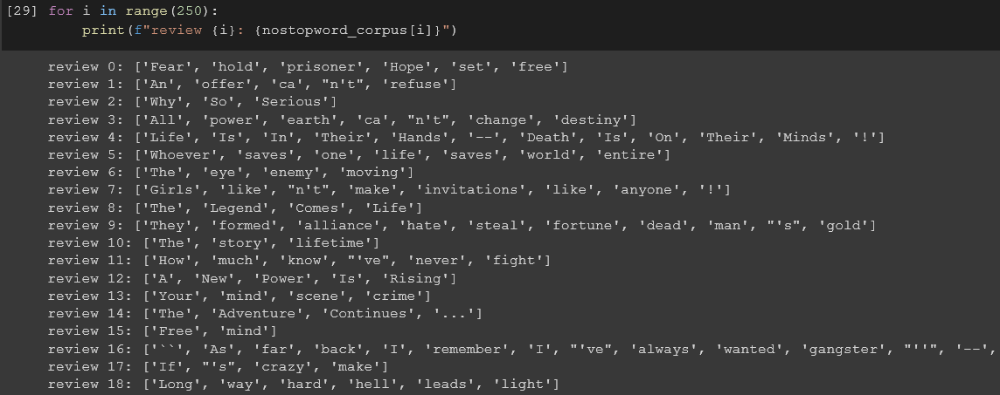 [29] for i in range(250):
print(f"review {i}: {nostopword_corpus[i]}")
review 0: ['Fear', 'hold', 'prisoner', 'Hope', 'set', 'free']
review 1: ['An', 'offer', 'ca', "n't", 'refuse']
review 2: ['Why', 'So', 'Serious']
review 3: ['All', 'power', 'earth', 'ca', "n't", 'change', 'destiny']
review 4: ['Life', 'Is', 'In', 'Their', 'Hands', '--', 'Death', 'Is', 'On', 'Their', 'Minds', '!']
review 5: ['Whoever', 'saves', 'one', 'life', 'saves', 'world', 'entire']
review 6: ['The', 'eye', 'enemy', 'moving']
review 7: ['Girls', 'like', "n't", 'make', 'invitations', 'like', 'anyone', '!']
review 8: ['The', 'Legend', 'Comes', 'Life']
review 9: ['They', 'formed', 'alliance', 'hate', 'steal', 'fortune', 'dead', 'man', "'s", 'gold']
review 10: ['The', 'story', 'lifetime']
review 11: ['How', 'much', 'know', "'ve", 'never', 'fight']
review 12: ['A', 'New', 'Power', 'Is', 'Rising']
review 13: ['Your', 'mind', 'scene', 'crime']
review 14: ['The', 'Adventure', 'Continues', '...']
review 15: ['Free', 'mind']
review 16: ['``', 'As', 'far', 'back', 'I', 'remember', 'I', "'ve", 'always', 'wanted', 'gangster', "''", '--',
review 17: ['If', "'s", 'crazy', 'make']
review 18: ['Long', 'way', 'hard', 'hell', 'leads', 'light']